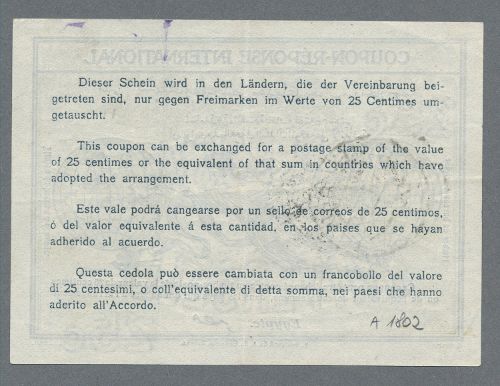 Dieser Schein wird in den Ländern, die der Vereinbarung bei-
getreten sind, nur gegen Freimarken im Werte von 25 Centimes um-
getauscht.
This coupon can be exchanged for a postage stamp of the value
of 25 centimes or the equivalent of that sum in countries which have
adopted the arrangement.
Este vale podrá cangearse por un sello de correos de 25 centimos,
ó del valor equivalente á esta cantidad, en los paises que se hayan
adherido al acuerdo.
Questa cedola può essere cambiata con un francobollo del valore
di 25 centesimi, o coll'equivalente di detta somma, nei paesi che hanno
aderito all'Accordo.
A 1802